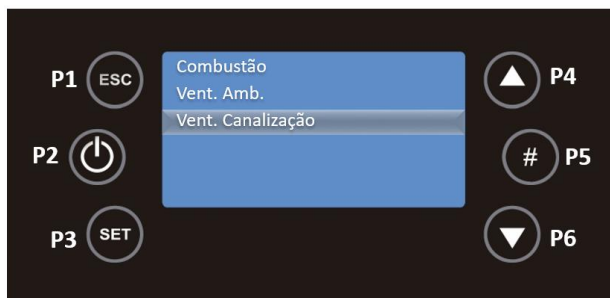 P1 ESC
Combustão
Vent. Amb.
Vent. Canalização
P4
P2
# P5
P3 SET
P6